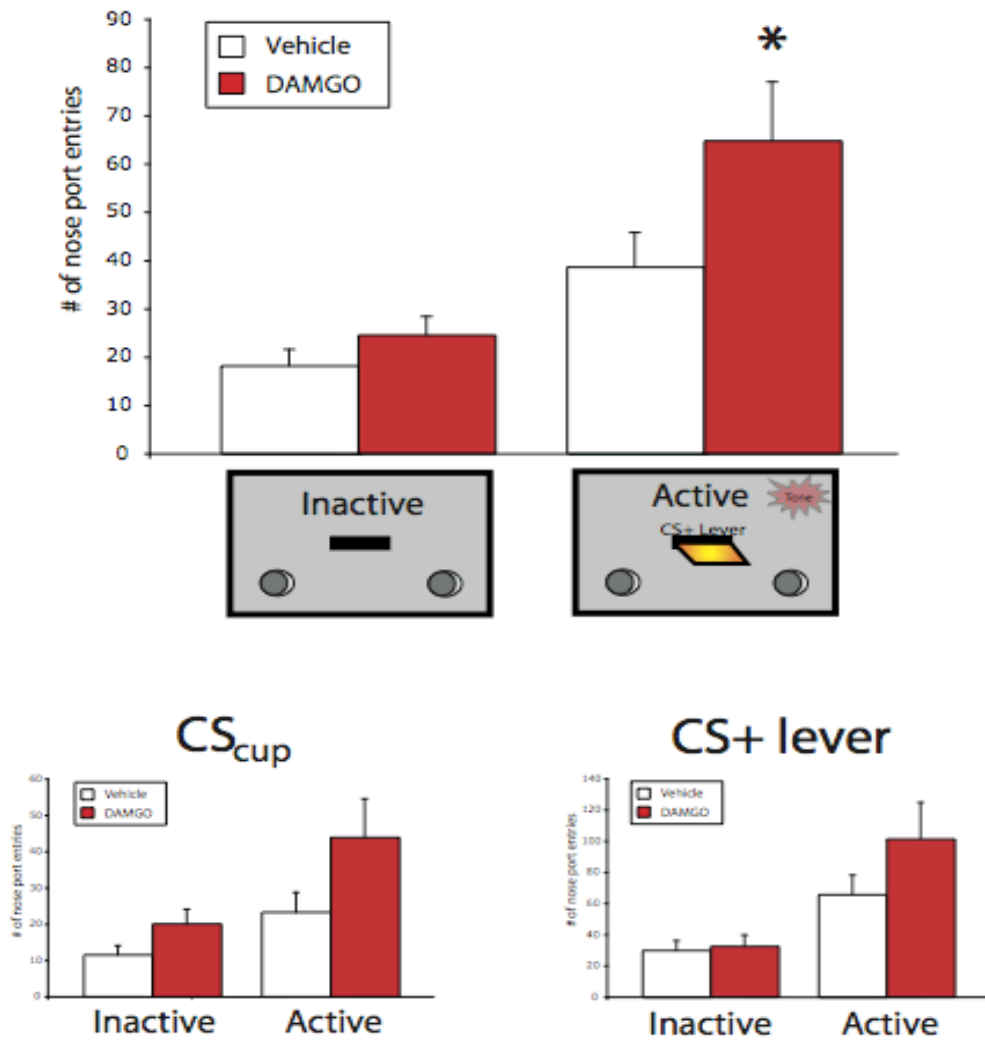 90
80
70
60
50
40
30
20
10
0
# of nose port entries
Vehicle
DAMGO
*
Inactive
Active
Tone
CS+ Lever
CScup
60
50
40
30
20
10
0
# of nose port entries
Vehicle
DAMGO
Inactive
Active
CS+ lever
140
120
100
80
60
40
20
0
# of nose port entries
Vehicle
DAMGO
Inactive
Active